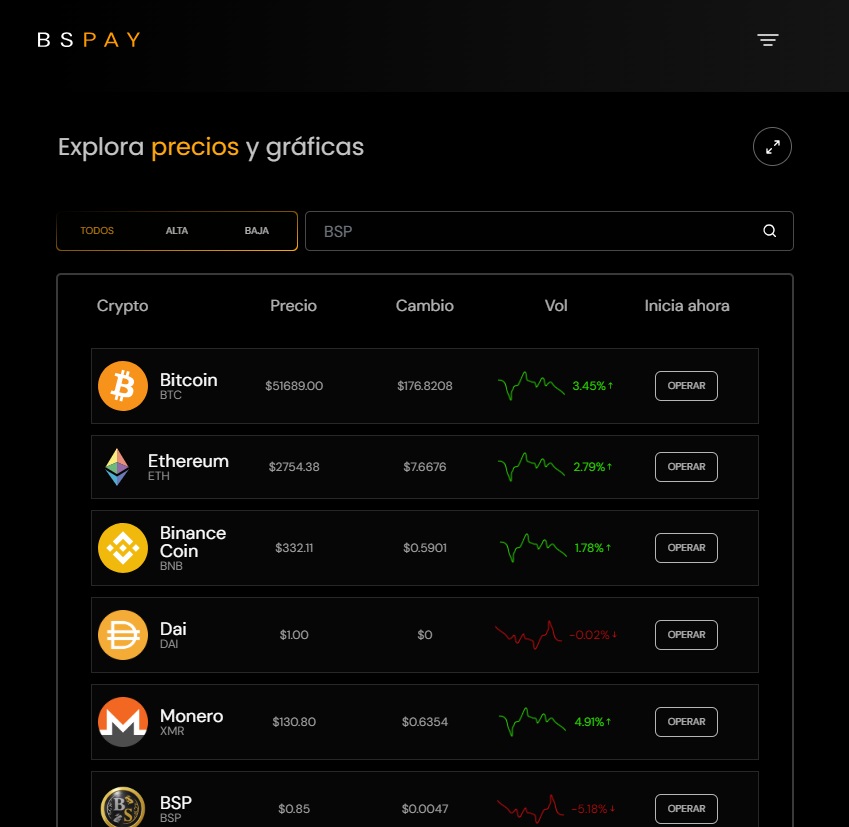 BSPAY
Explora precios y gráficas
TODOS ALTA BAJA BSP
Crypto Precio Cambio Vol Inicia ahora
Bitcoin
BTC
$51689.00 $176.8208 3.45%↑ OPERAR
Ethereum
ETH
$2754.38 $7.6676 2.79%↑ OPERAR
Binance
Coin
BNB
$332.11 $0.5901 1.78%↑ OPERAR
Dai
DAI
$1.00 $0 -0.02%↓ OPERAR
Monero
XMR
$130.80 $0.6354 4.91%↑ OPERAR
BSP
BSP
$0.85 $0.0047 -5.18%↓ OPERAR